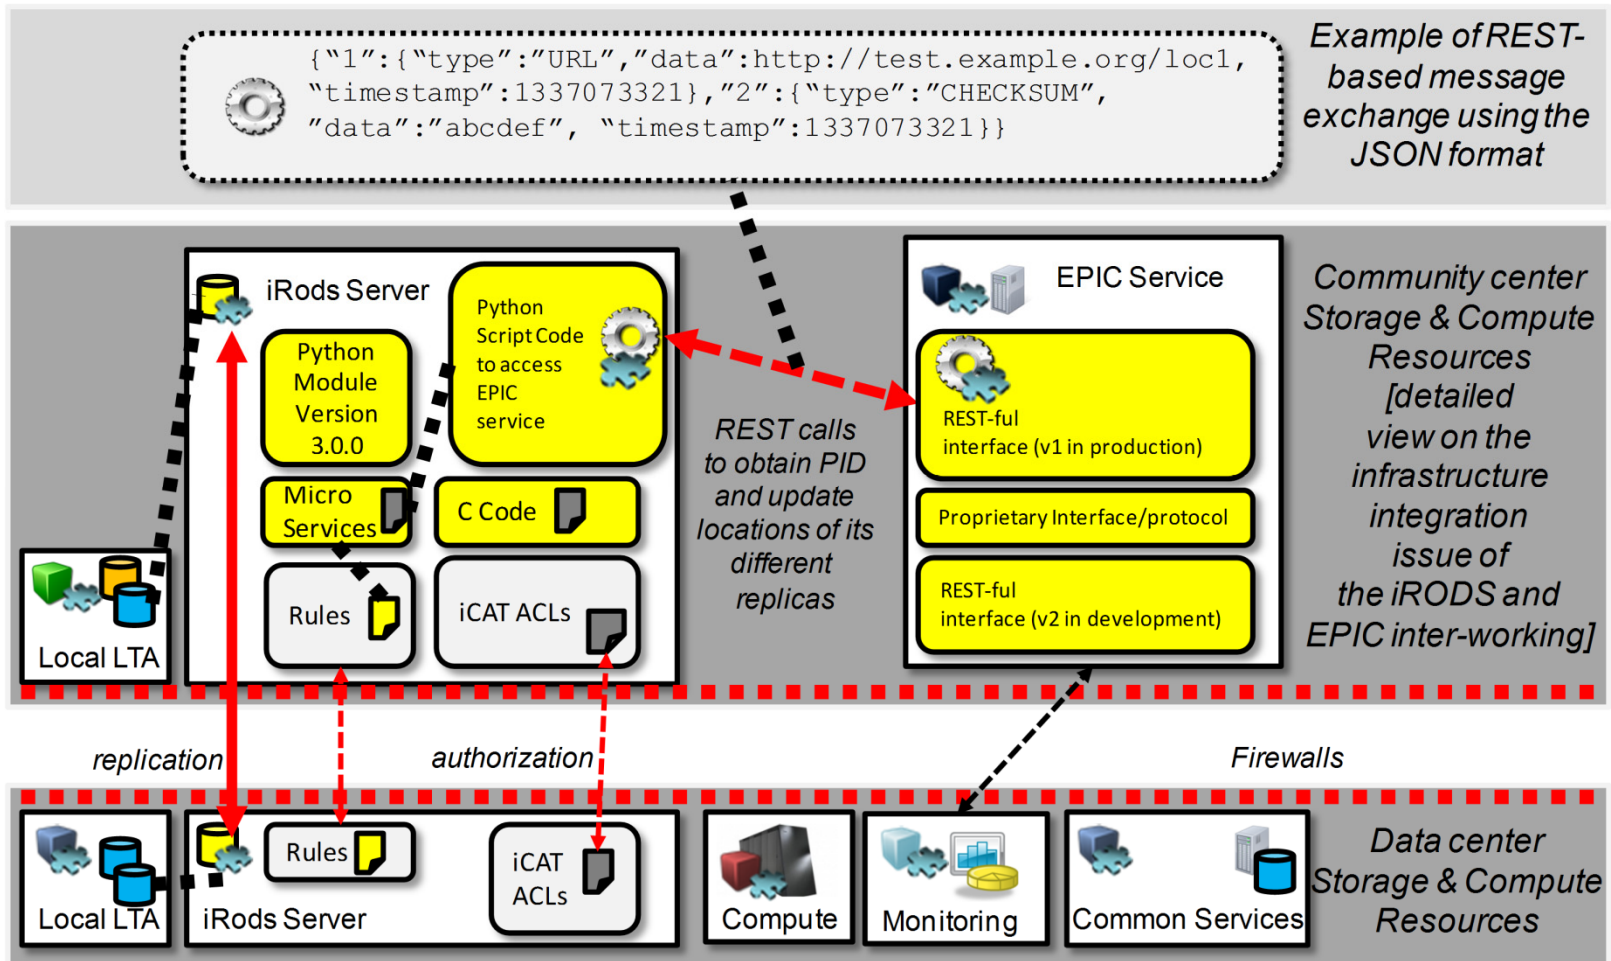 {“1”:{“type”:”URL”,”data”:http://test.example.org/loc1,
“timestamp”:1337073321},”2”:{“type”:”CHECKSUM”,
”data”:”abcdef”, “timestamp”:1337073321}}
Example of REST-
based message
exchange using the
JSON format
iRods Server
Python
Module
Version
3.0.0
Python
Script Code
to access
EPIC
service
Micro
Services
C Code
Rules
iCAT ACLs
Local LTA
REST calls
to obtain PID
and update
locations of its
different
replicas
EPIC Service
REST-ful
interface (v1 in production)
Proprietary Interface/protocol
REST-ful
interface (v2 in development)
Community center
Storage & Compute
Resources
[detailed
view on the
infrastructure
integration
issue of
the iRODS and
EPIC inter-working]
replication
authorization
Firewalls
Local LTA
iRods Server
Rules
iCAT
ACLs
Compute
Monitoring
Common Services
Data center
Storage & Compute
Resources